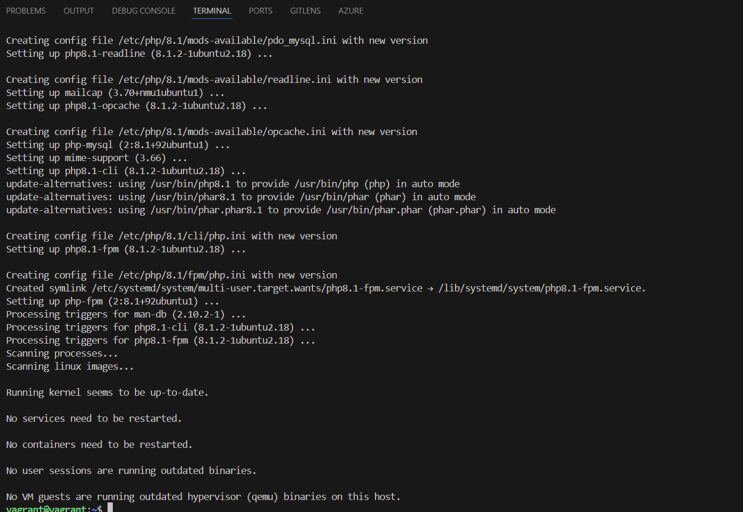 PROBLEMS OUTPUT DEBUG CONSOLE TERMINAL PORTS GITLENS AZURE
Creating config file /etc/php/8.1/mods-available/pdo_mysql.ini with new version
Setting up php8.1-readline (8.1.2-1ubuntu2.18) ...
Creating config file /etc/php/8.1/mods-available/readline.ini with new version
Setting up mailcap (3.70+nmu1ubuntu1) ...
Setting up php8.1-opcache (8.1.2-1ubuntu2.18) ...
Creating config file /etc/php/8.1/mods-available/opcache.ini with new version
Setting up php-mysql (2:8.1+92ubuntu1) ...
Setting up mime-support (3.66) ...
Setting up php8.1-cli (8.1.2-1ubuntu2.18) ...
update-alternatives: using /usr/bin/php8.1 to provide /usr/bin/php (php) in auto mode
update-alternatives: using /usr/bin/phar8.1 to provide /usr/bin/phar (phar) in auto mode
update-alternatives: using /usr/bin/phar.phar8.1 to provide /usr/bin/phar.phar (phar.phar) in auto mode
Creating config file /etc/php/8.1/cli/php.ini with new version
Setting up php8.1-fpm (8.1.2-1ubuntu2.18) ...
Creating config file /etc/php/8.1/fpm/php.ini with new version
Created symlink /etc/systemd/system/multi-user.target.wants/php8.1-fpm.service → /lib/systemd/system/php8.1-fpm.service.
Setting up php-fpm (2:8.1+92ubuntu1) ...
Processing triggers for man-db (2.10.2-1) ...
Processing triggers for php8.1-cli (8.1.2-1ubuntu2.18) ...
Processing triggers for php8.1-fpm (8.1.2-1ubuntu2.18) ...
Scanning processes...
Scanning linux images...
Running kernel seems to be up-to-date.
No services need to be restarted.
No containers need to be restarted.
No user sessions are running outdated binaries.
No VM guests are running outdated hypervisor (qemu) binaries on this host.
vagrant@vagrant:~$